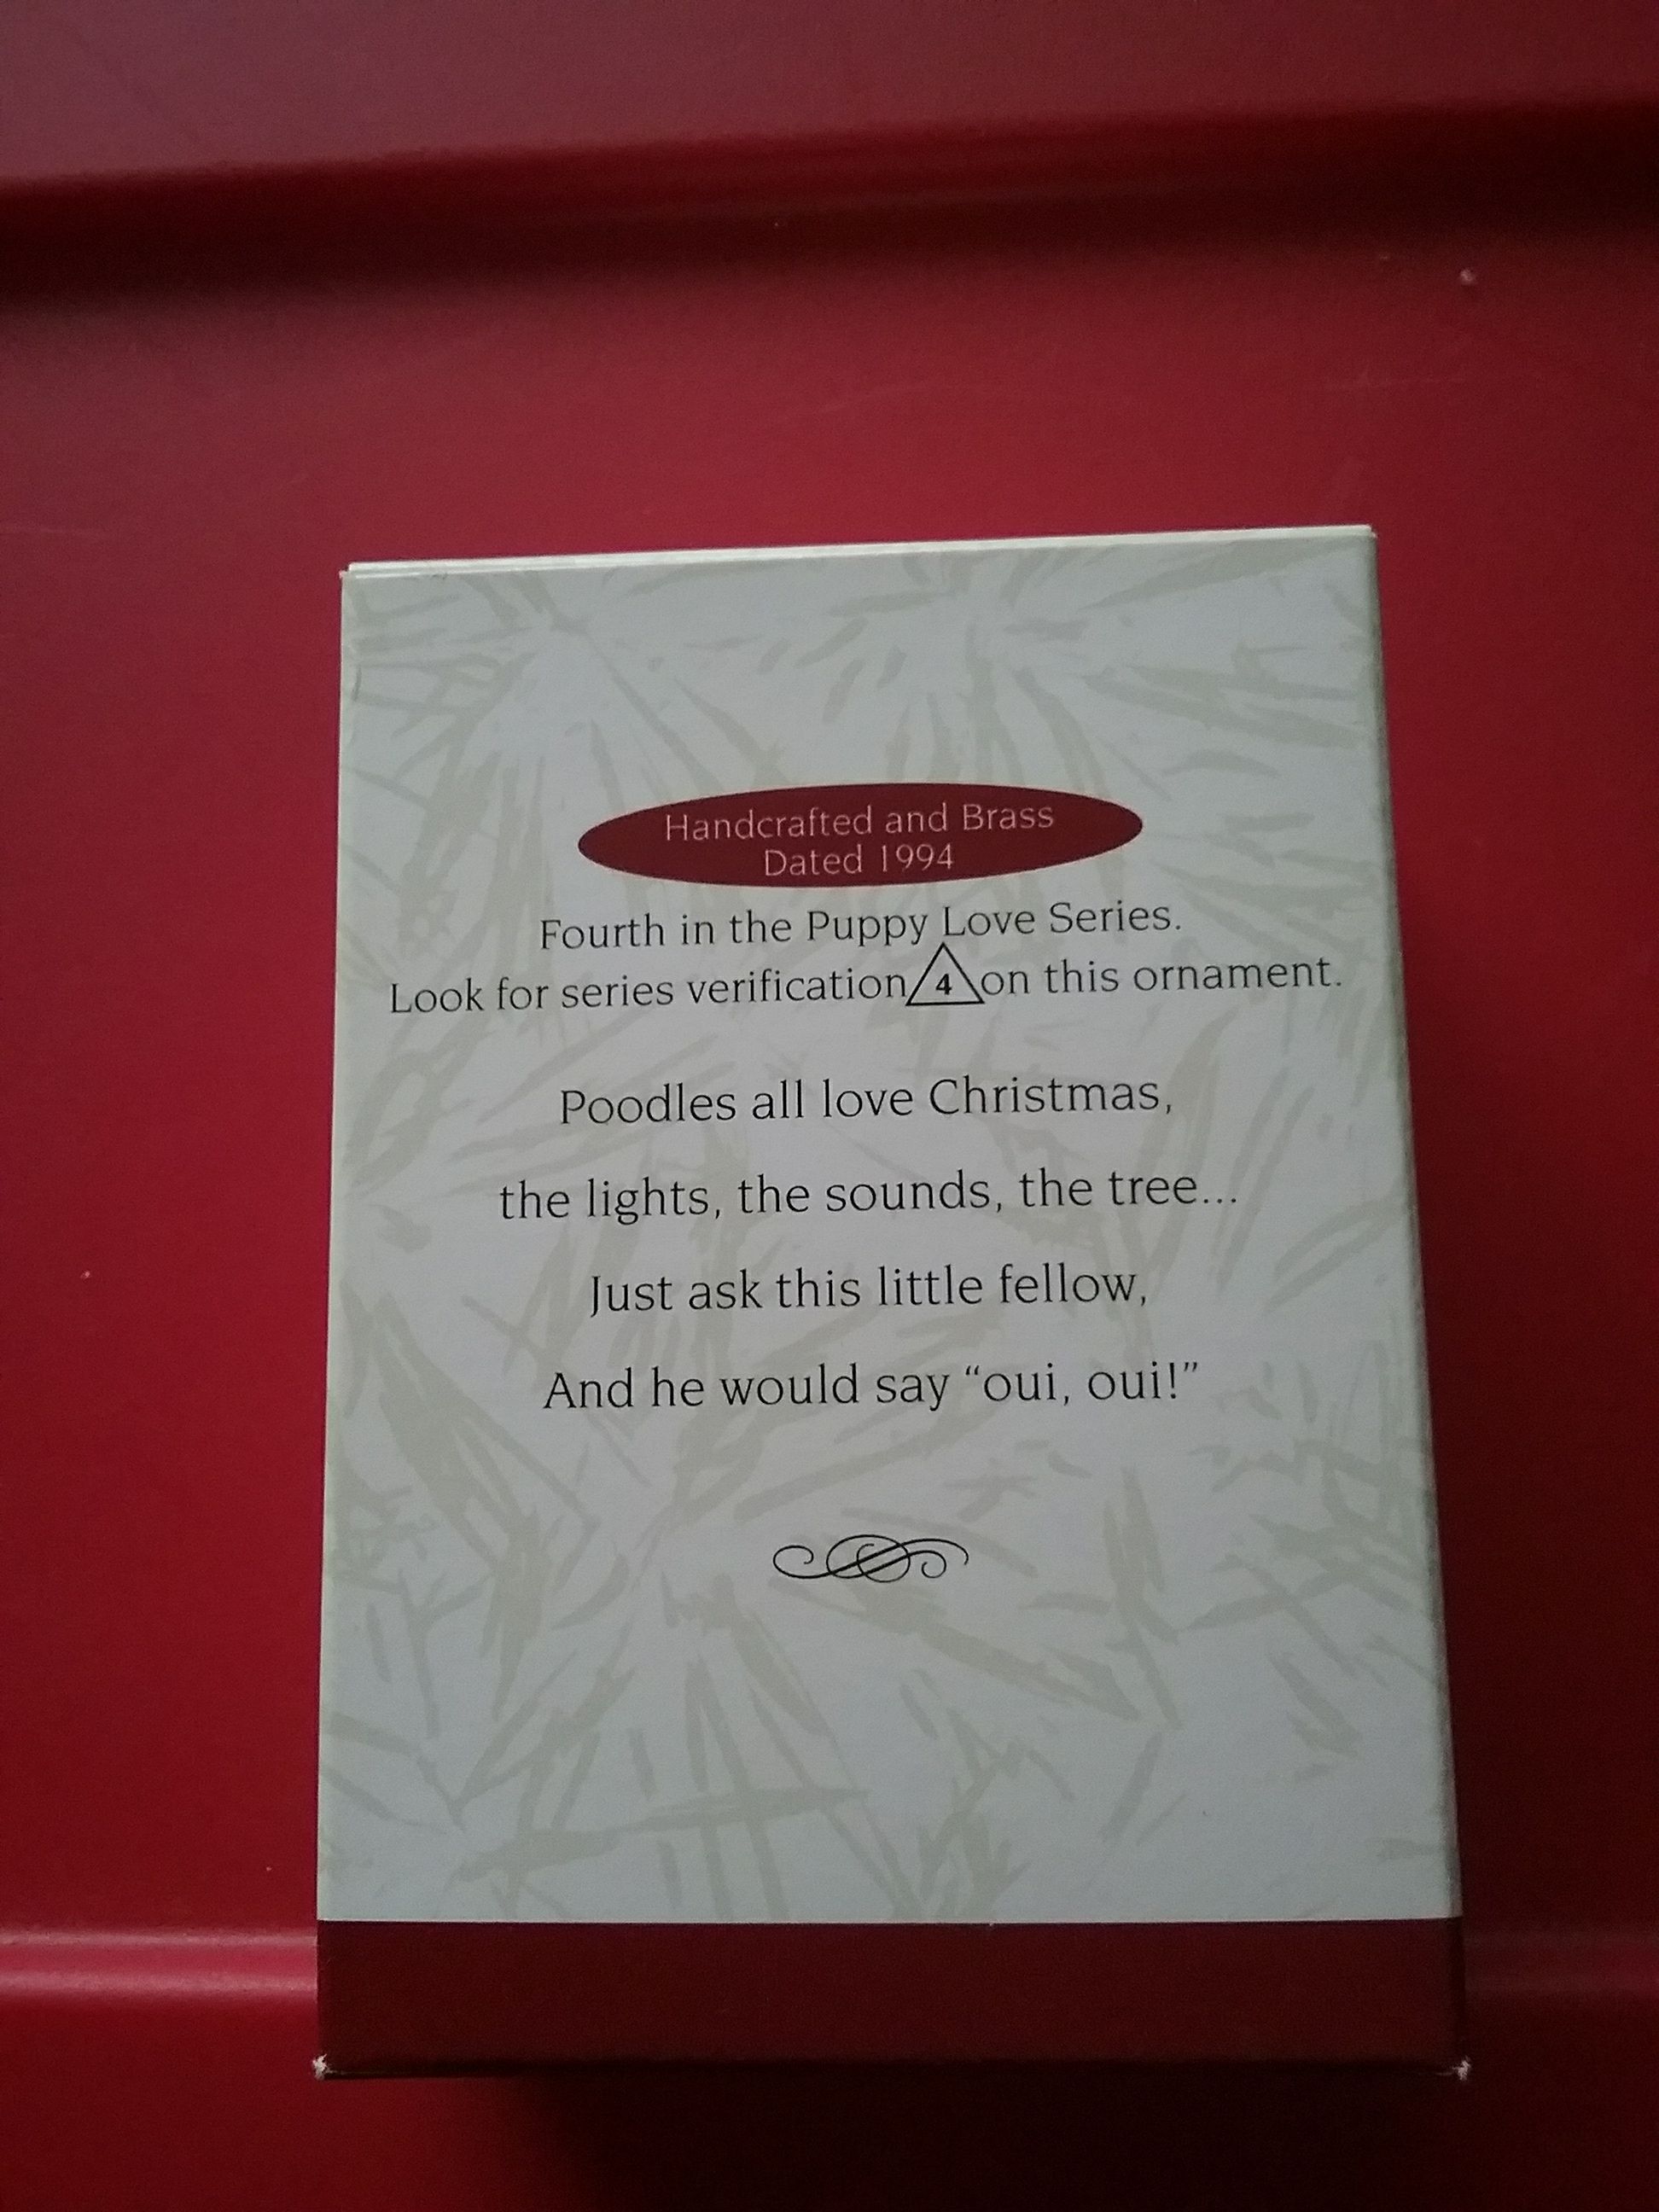 Handcrafted and Brass
Dated 1994
Fourth in the Puppy Love Series.
Look for series verification 4 on this ornament.
Poodles all love Christmas,
the lights, the sounds, the tree...
Just ask this little fellow,
And he would say “oui, oui!”